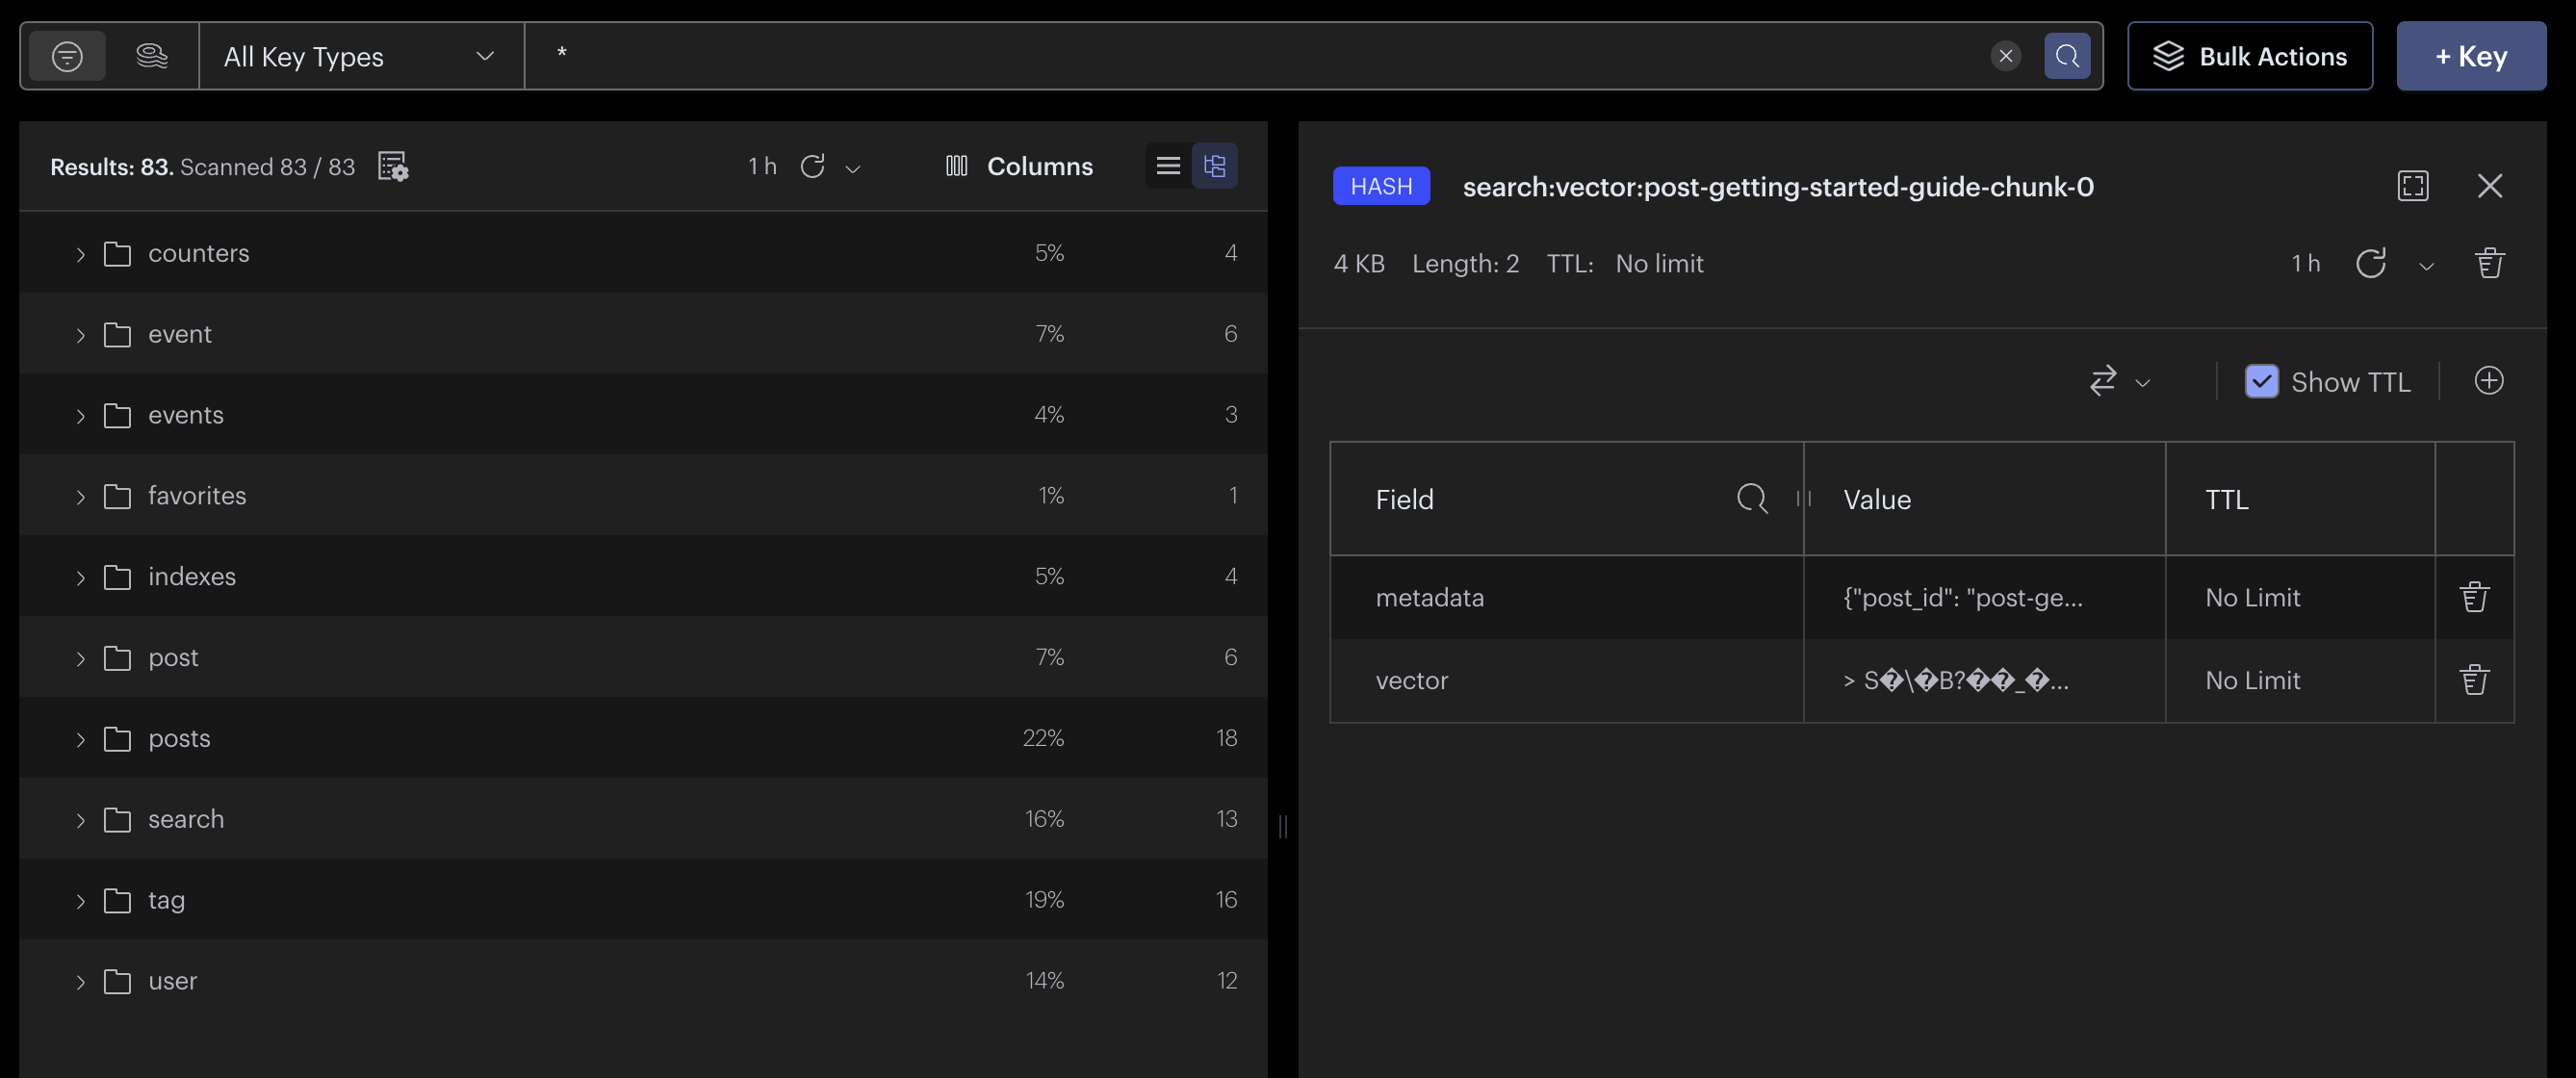 All Key Types
*
Bulk Actions
+ Key
Results: 83. Scanned 83 / 83
1 h
Columns
counters 5% 4
event 7% 6
events 4% 3
favorites 1% 1
indexes 5% 4
post 7% 6
posts 22% 18
search 16% 13
tag 19% 16
user 14% 12
HASH search:vector:post-getting-started-guide-chunk-0
4 KB Length: 2 TTL: No limit
1 h
Show TTL
Field Value TTL
metadata {"post_id": "post-ge... No Limit
vector > S�\�B?��_�... No Limit